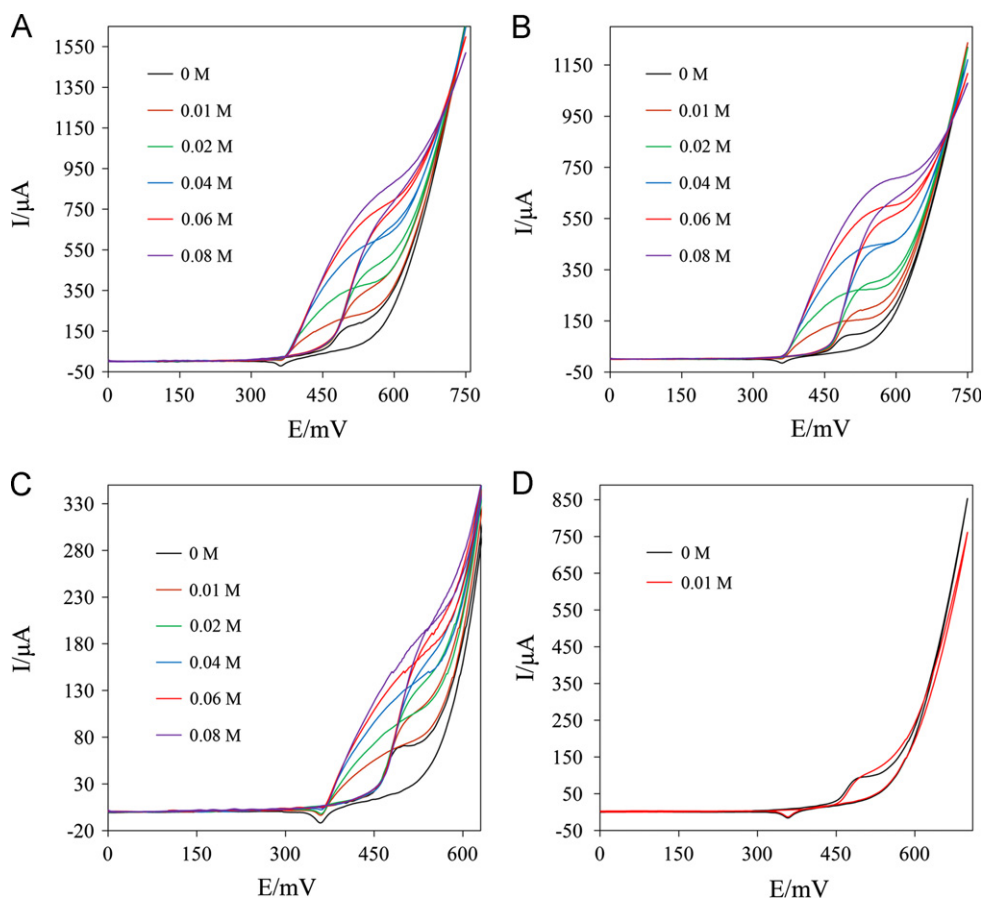 A
1550
1350
1150
950
750
550
350
150
-50
I/μA
0 M
0.01 M
0.02 M
0.04 M
0.06 M
0.08 M
0 150 300 450 600 750
E/mV
B
1150
950
750
550
350
150
-50
I/μA
0 M
0.01 M
0.02 M
0.04 M
0.06 M
0.08 M
0 150 300 450 600 750
E/mV
C
330
280
230
180
130
80
30
-20
I/μA
0 M
0.01 M
0.02 M
0.04 M
0.06 M
0.08 M
0 150 300 450 600
E/mV
D
850
750
650
550
450
350
250
150
50
-50
I/μA
0 M
0.01 M
0 150 300 450 600
E/mV